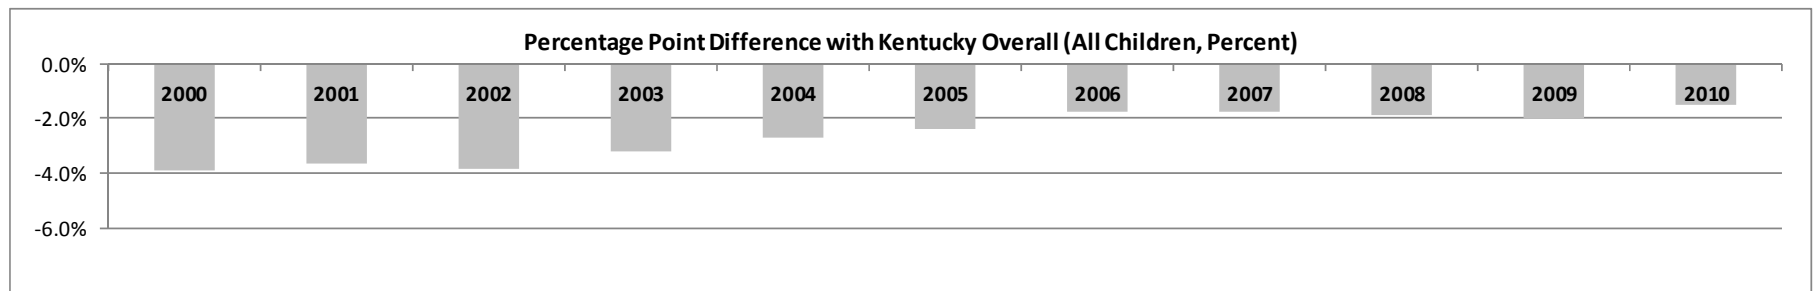 Percentage Point Difference with Kentucky Overall (All Children, Percent)
0.0%
2000 2001 2002 2003 2004 2005 2006 2007 2008 2009 2010
-2.0%
-4.0%
-6.0%